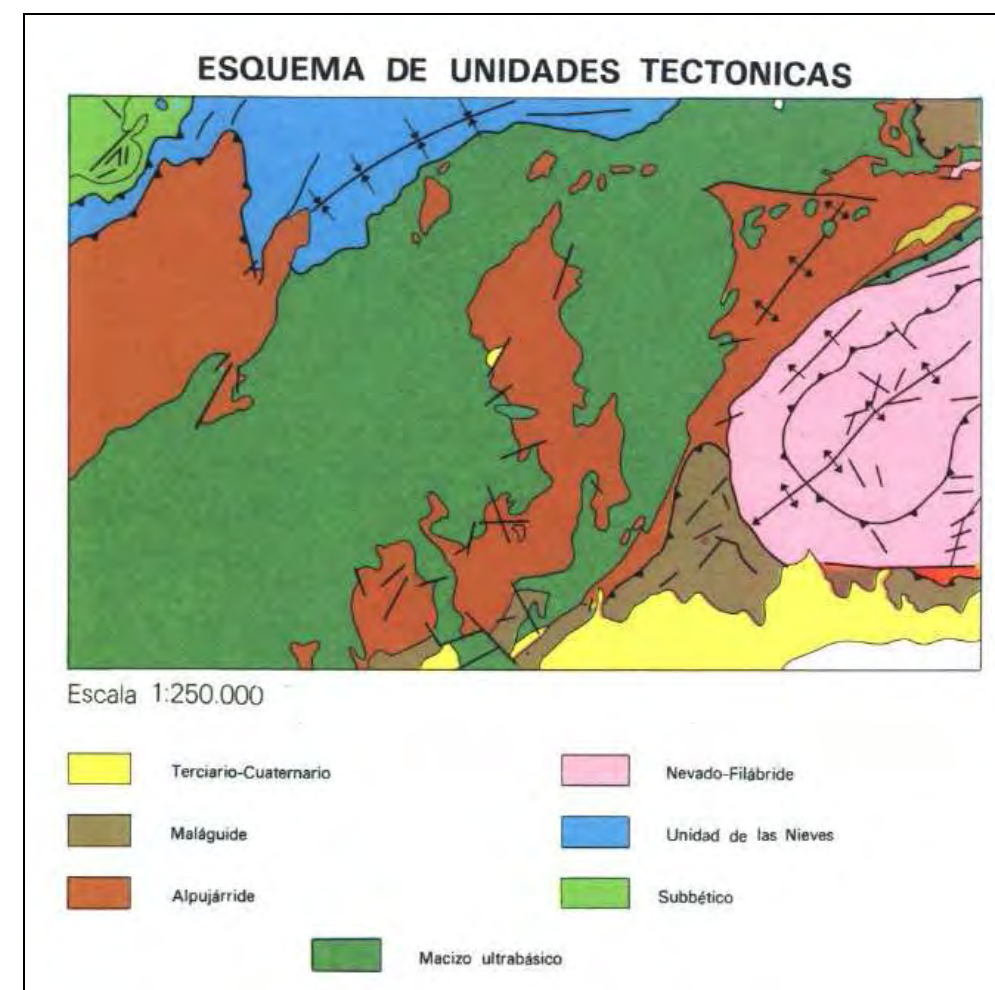 ESQUEMA DE UNIDADES TECTONICAS
Escala 1:250.000
Terciario-Cuaternario
Nevado-Filábride
Maláguide
Unidad de las Nieves
Alpujárride
Subbético
Macizo ultrabásico